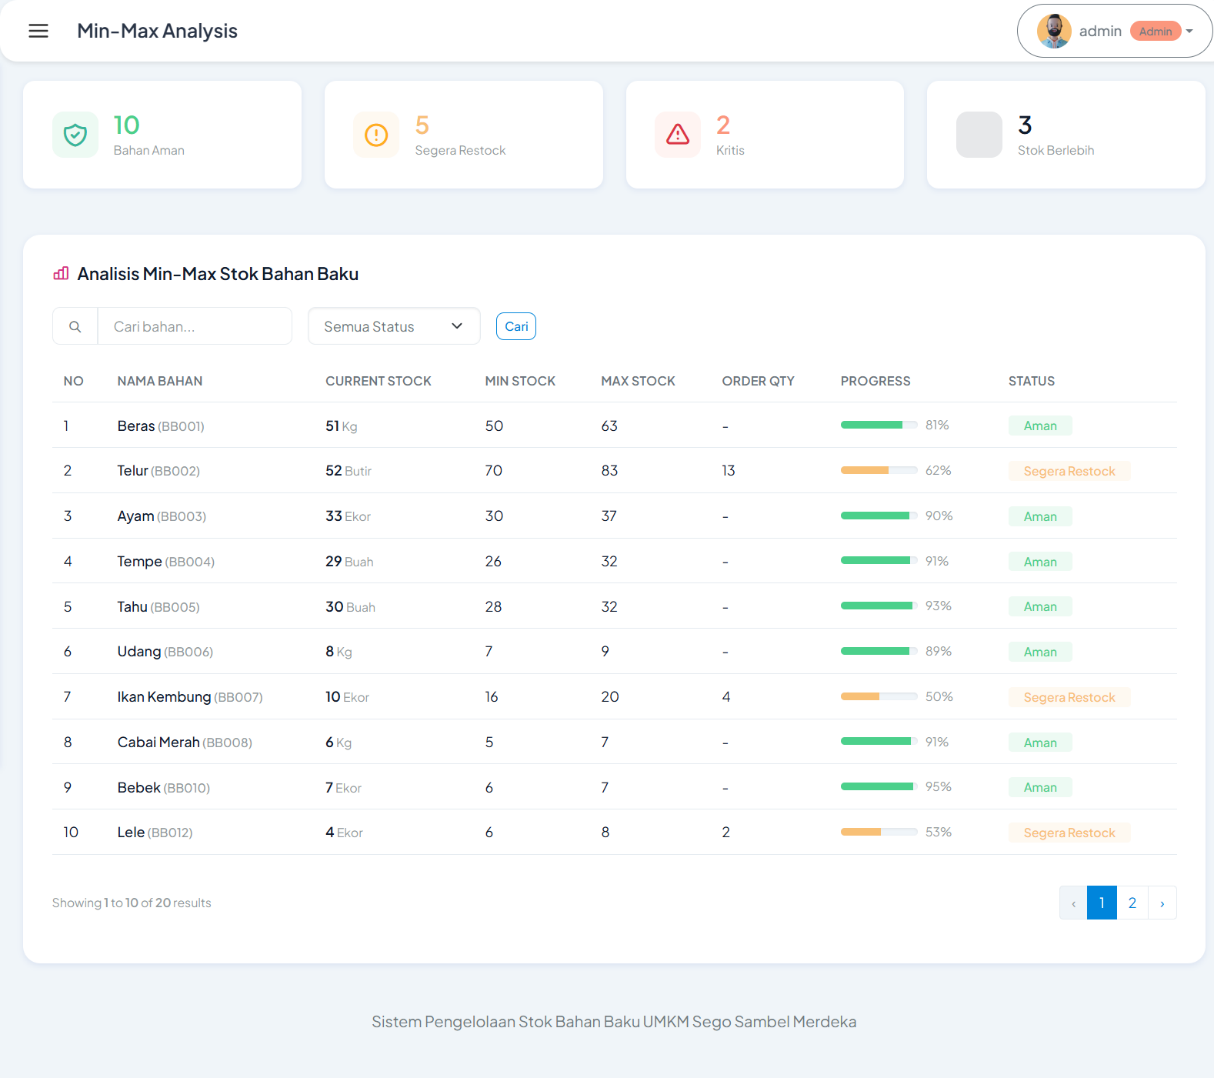 Min-Max Analysis
admin Admin
10
Bahan Aman
5
Segera Restock
2
Kritis
3
Stok Berlebih
Analisis Min-Max Stok Bahan Baku
Cari bahan... Semua Status Cari
NO NAMA BAHAN CURRENT STOCK MIN STOCK MAX STOCK ORDER QTY PROGRESS STATUS
1 Beras (BB001) 51 Kg 50 63 - 81% Aman
2 Telur (BB002) 52 Butir 70 83 13 62% Segera Restock
3 Ayam (BB003) 33 Ekor 30 37 - 90% Aman
4 Tempe (BB004) 29 Buah 26 32 - 91% Aman
5 Tahu (BB005) 30 Buah 28 32 - 93% Aman
6 Udang (BB006) 8 Kg 7 9 - 89% Aman
7 Ikan Kembung (BB007) 10 Ekor 16 20 4 50% Segera Restock
8 Cabai Merah (BB008) 6 Kg 5 7 - 91% Aman
9 Bebek (BB010) 7 Ekor 6 7 - 95% Aman
10 Lele (BB012) 4 Ekor 6 8 2 53% Segera Restock
Showing 1 to 10 of 20 results
‹ 1 2 ›
Sistem Pengelolaan Stok Bahan Baku UMKM Sego Sambel Merdeka